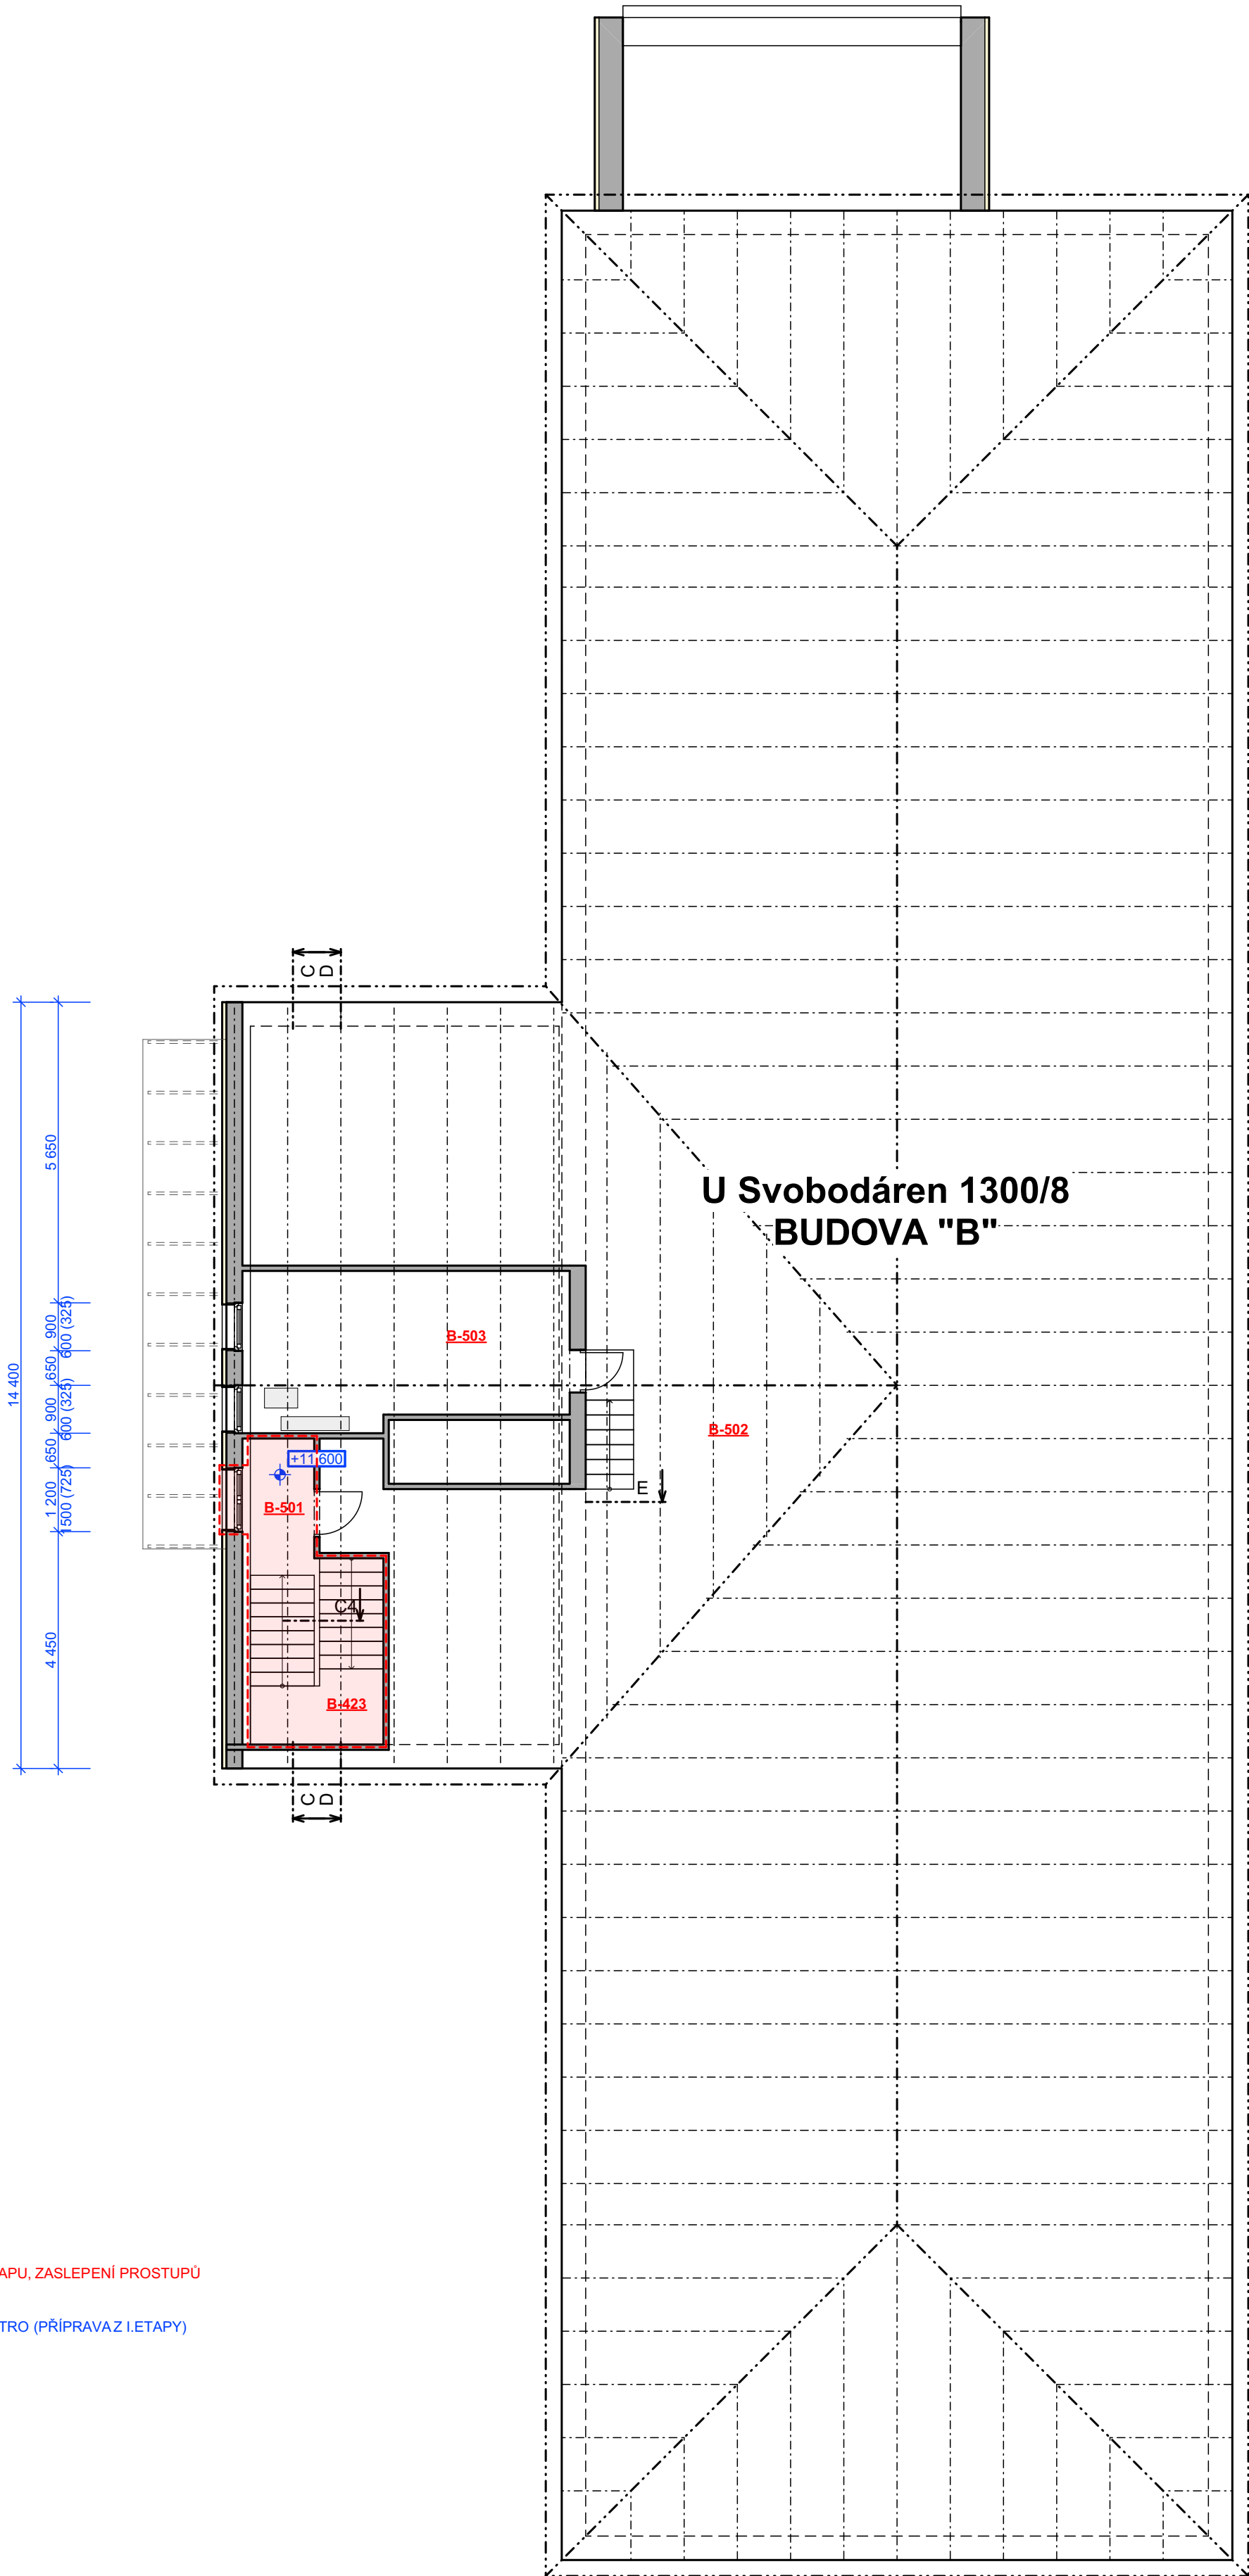 C
D
5 650
U Svobodáren 1300/8
BUDOVA "B"
900
600 (325)
B-503
14 400
650
900
600 (325)
B-502
650
+11,600
E
1 200
1500 (725)
B-501
C4
4 450
B-423
C
D
APU, ZASLEPENÍ PROSTUPŮ
TRO (PŘÍPRAVA Z I.ETAPY)